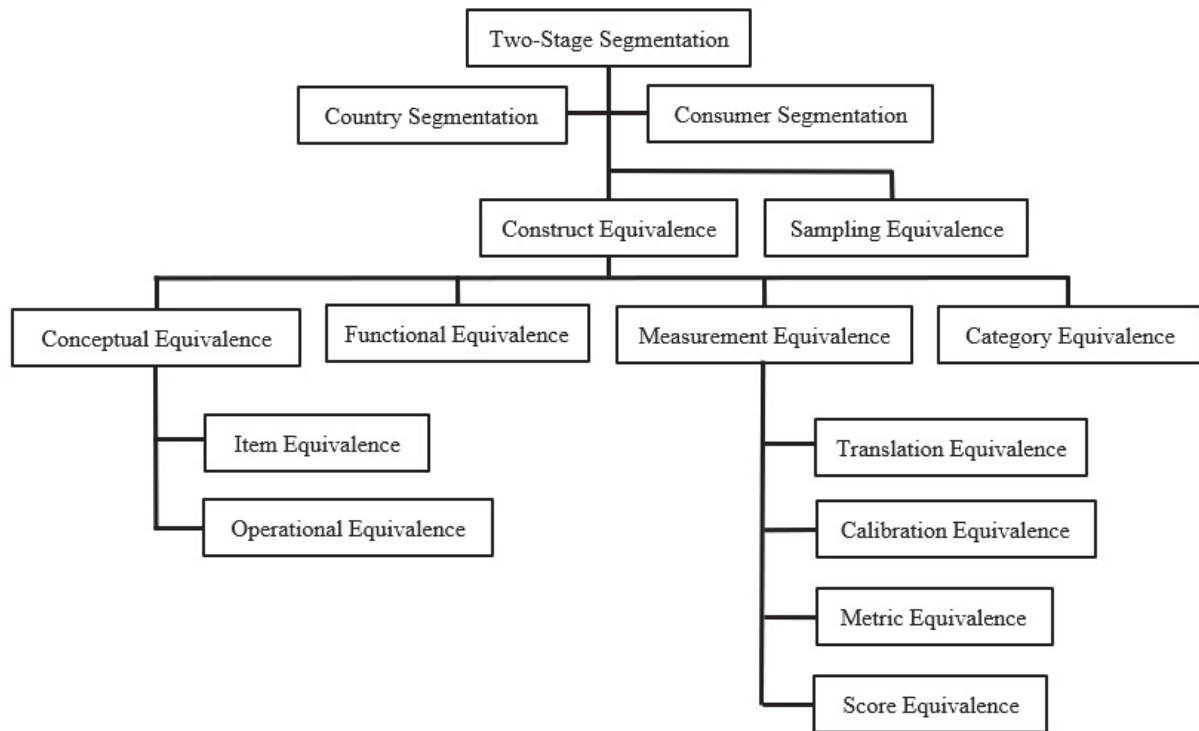 Two-Stage Segmentation
Country Segmentation
Consumer Segmentation
Construct Equivalence
Sampling Equivalence
Conceptual Equivalence
Functional Equivalence
Measurement Equivalence
Category Equivalence
Item Equivalence
Operational Equivalence
Translation Equivalence
Calibration Equivalence
Metric Equivalence
Score Equivalence